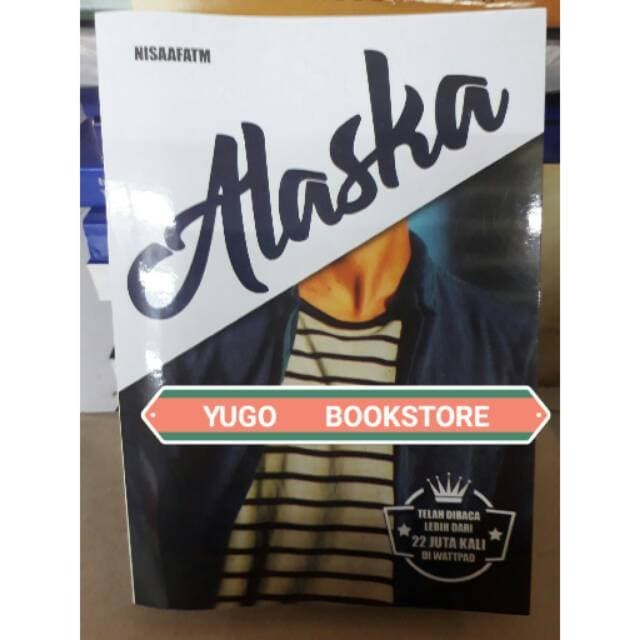 NISAAFATM
Alaska
YUGO BOOKSTORE
TELAH DIBACA
LEBIH DARI
22 JUTA KALI
DI WATTPAD